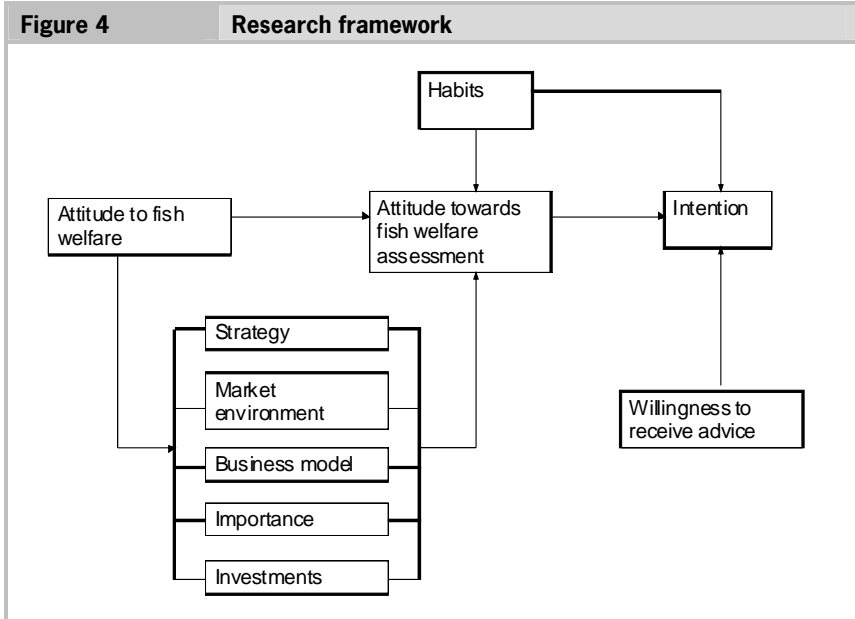 Figure 4 Research framework
Habits
Attitude to fish
welfare
Attitude towards
fish welfare
assessment
Intention
Strategy
Market
environment
Business model
Importance
Investments
Willingness to
receive advice